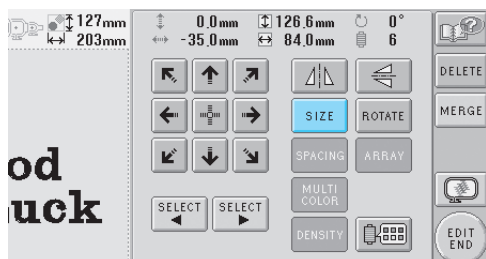 127mm
203mm
0.0mm 126.6mm 0°
-35.0mm 84.0mm 6
DELETE
SIZE ROTATE MERGE
od
SPACING ARRAY
uck
MULTI COLOR
SELECT SELECT
DENSITY
EDIT END